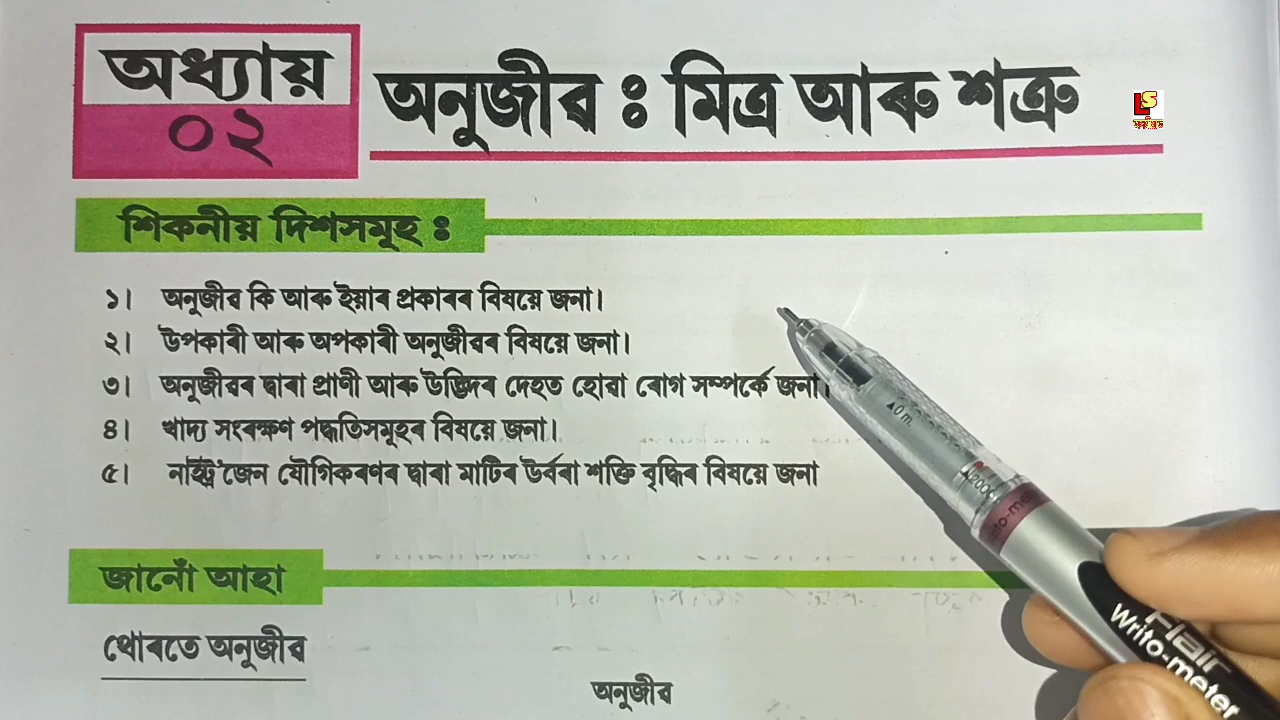 অধ্যায়
০২
অনুজীৱ ঃ মিত্ৰ আৰু শত্ৰু
LS
শিকনীয় দিশসমূহ ঃ
১। অনুজীৱ কি আৰু ইয়াৰ প্ৰকাৰৰ বিষয়ে জনা।
২। উপকাৰী আৰু অপকাৰী অনুজীৱৰ বিষয়ে জনা।
৩। অনুজীৱৰ দ্বাৰা প্ৰাণী আৰু উদ্ভিদৰ দেহত হোৱা ৰোগ সম্পৰ্কে জনা।
৪। খাদ্য সংৰক্ষণ পদ্ধতিসমূহৰ বিষয়ে জনা।
৫। নাইট্ৰ'জেন যৌগিকৰণৰ দ্বাৰা মাটিৰ উৰ্বৰা শক্তি বৃদ্ধিৰ বিষয়ে জনা
জানোঁ আহা
থোৰতে অনুজীৱ
অনুজীৱ
Flair
Writo-meter